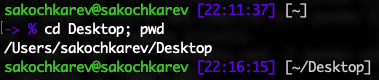 sakochkarev@sakochkarev [22:11:37] [~]
-> % cd Desktop; pwd
/Users/sakochkarev/Desktop
sakochkarev@sakochkarev [22:16:15] [~/Desktop]